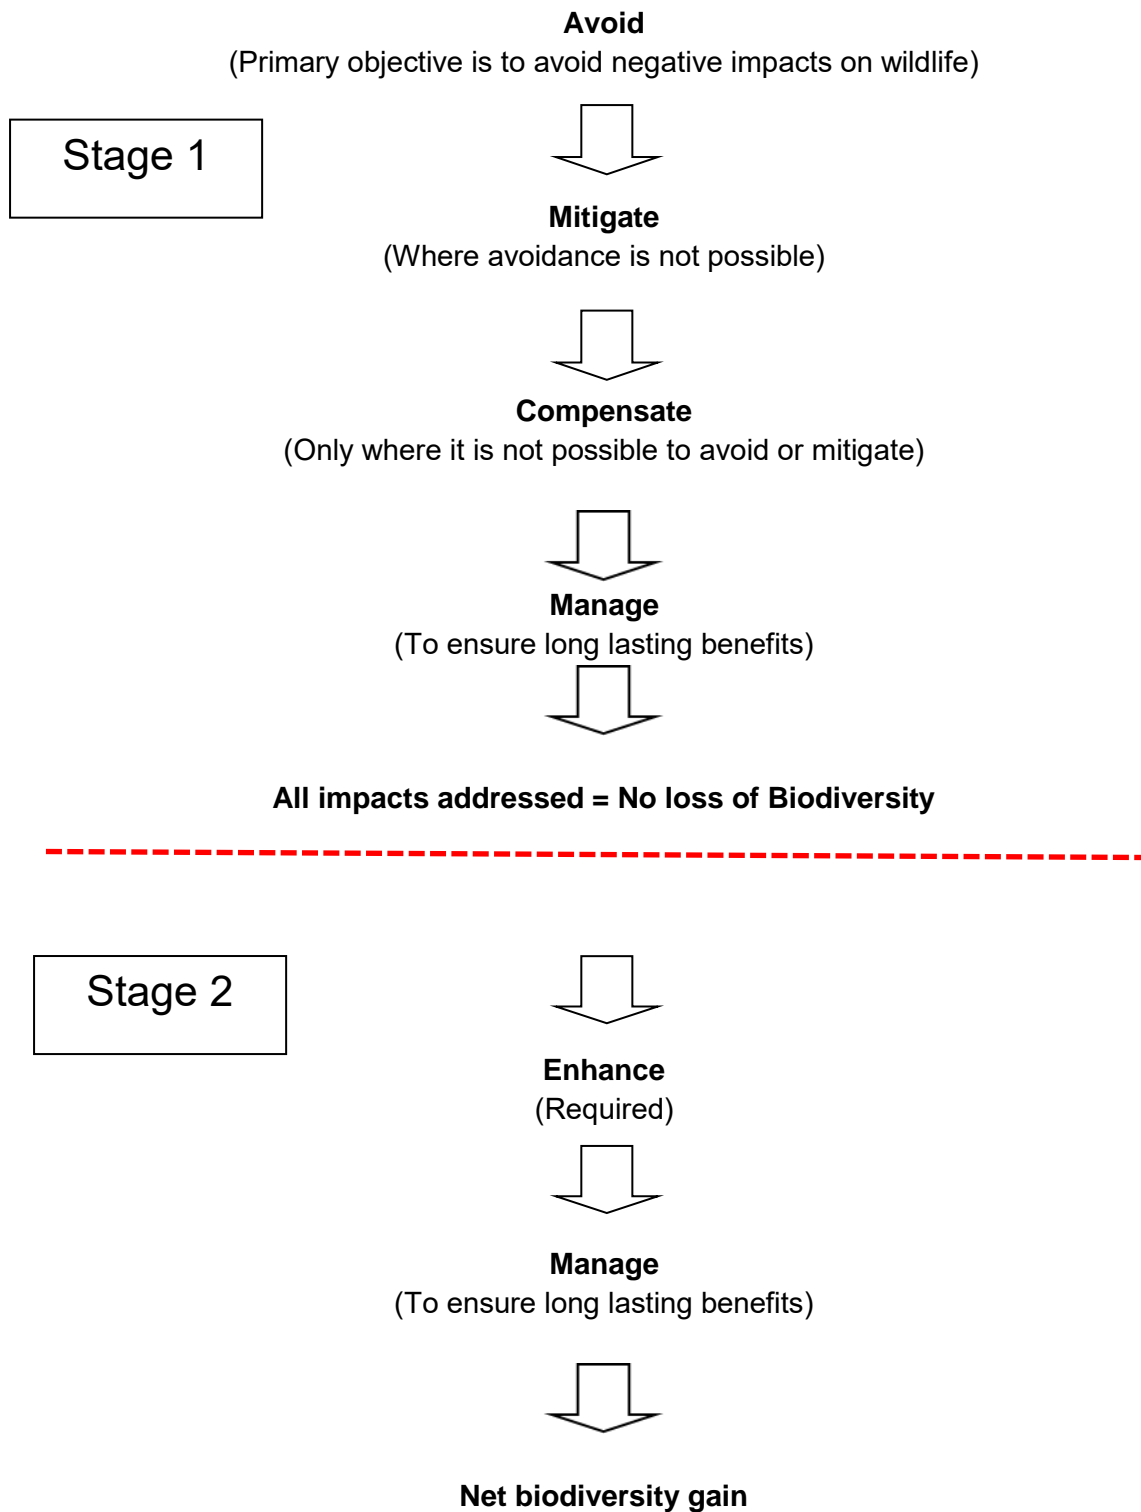 Avoid
(Primary objective is to avoid negative impacts on wildlife)
Stage 1
Mitigate
(Where avoidance is not possible)
Compensate
(Only where it is not possible to avoid or mitigate)
Manage
(To ensure long lasting benefits)
All impacts addressed = No loss of Biodiversity
Stage 2
Enhance
(Required)
Manage
(To ensure long lasting benefits)
Net biodiversity gain